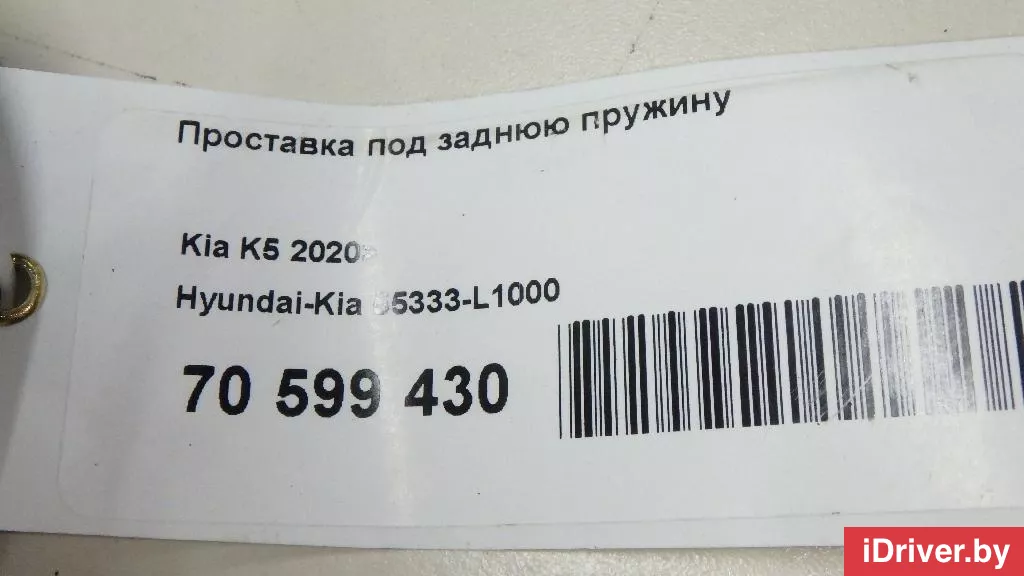 Проставка под заднюю пружину
Kia K5 2020>
Hyundai-Kia 55333-L1000
70 599 430
iDriver.by